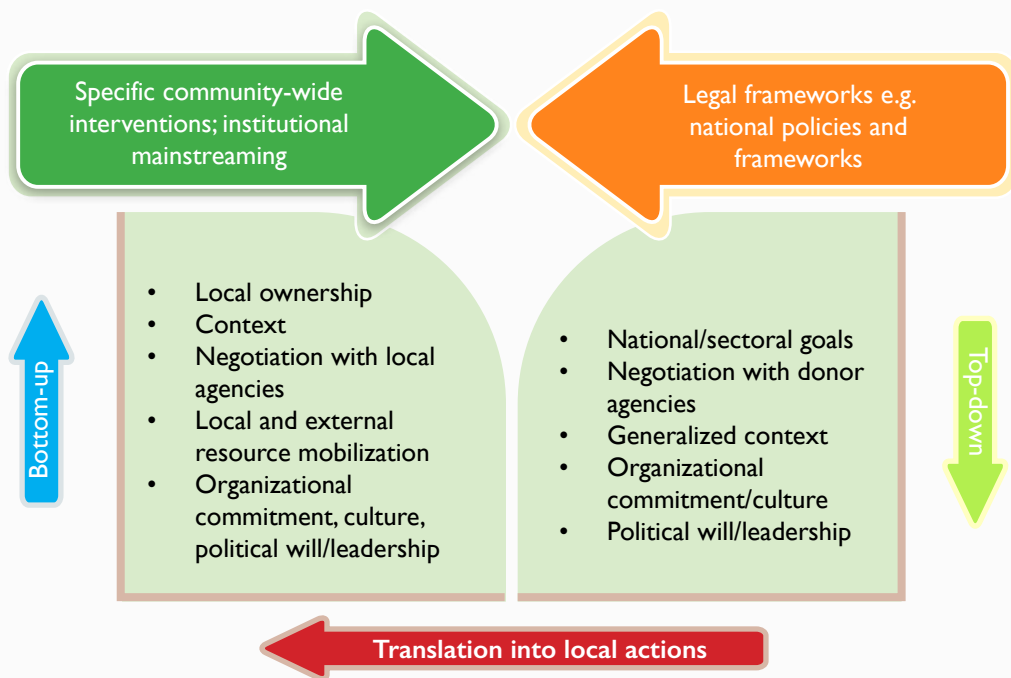 Specific community-wide
interventions; institutional
mainstreaming
Legal frameworks e.g.
national policies and
frameworks
Bottom-up
• Local ownership
• Context
• Negotiation with local
agencies
• Local and external
resource mobilization
• Organizational
commitment, culture,
political will/leadership
• National/sectoral goals
• Negotiation with donor
agencies
• Generalized context
• Organizational
commitment/culture
• Political will/leadership
Top-down
Translation into local actions